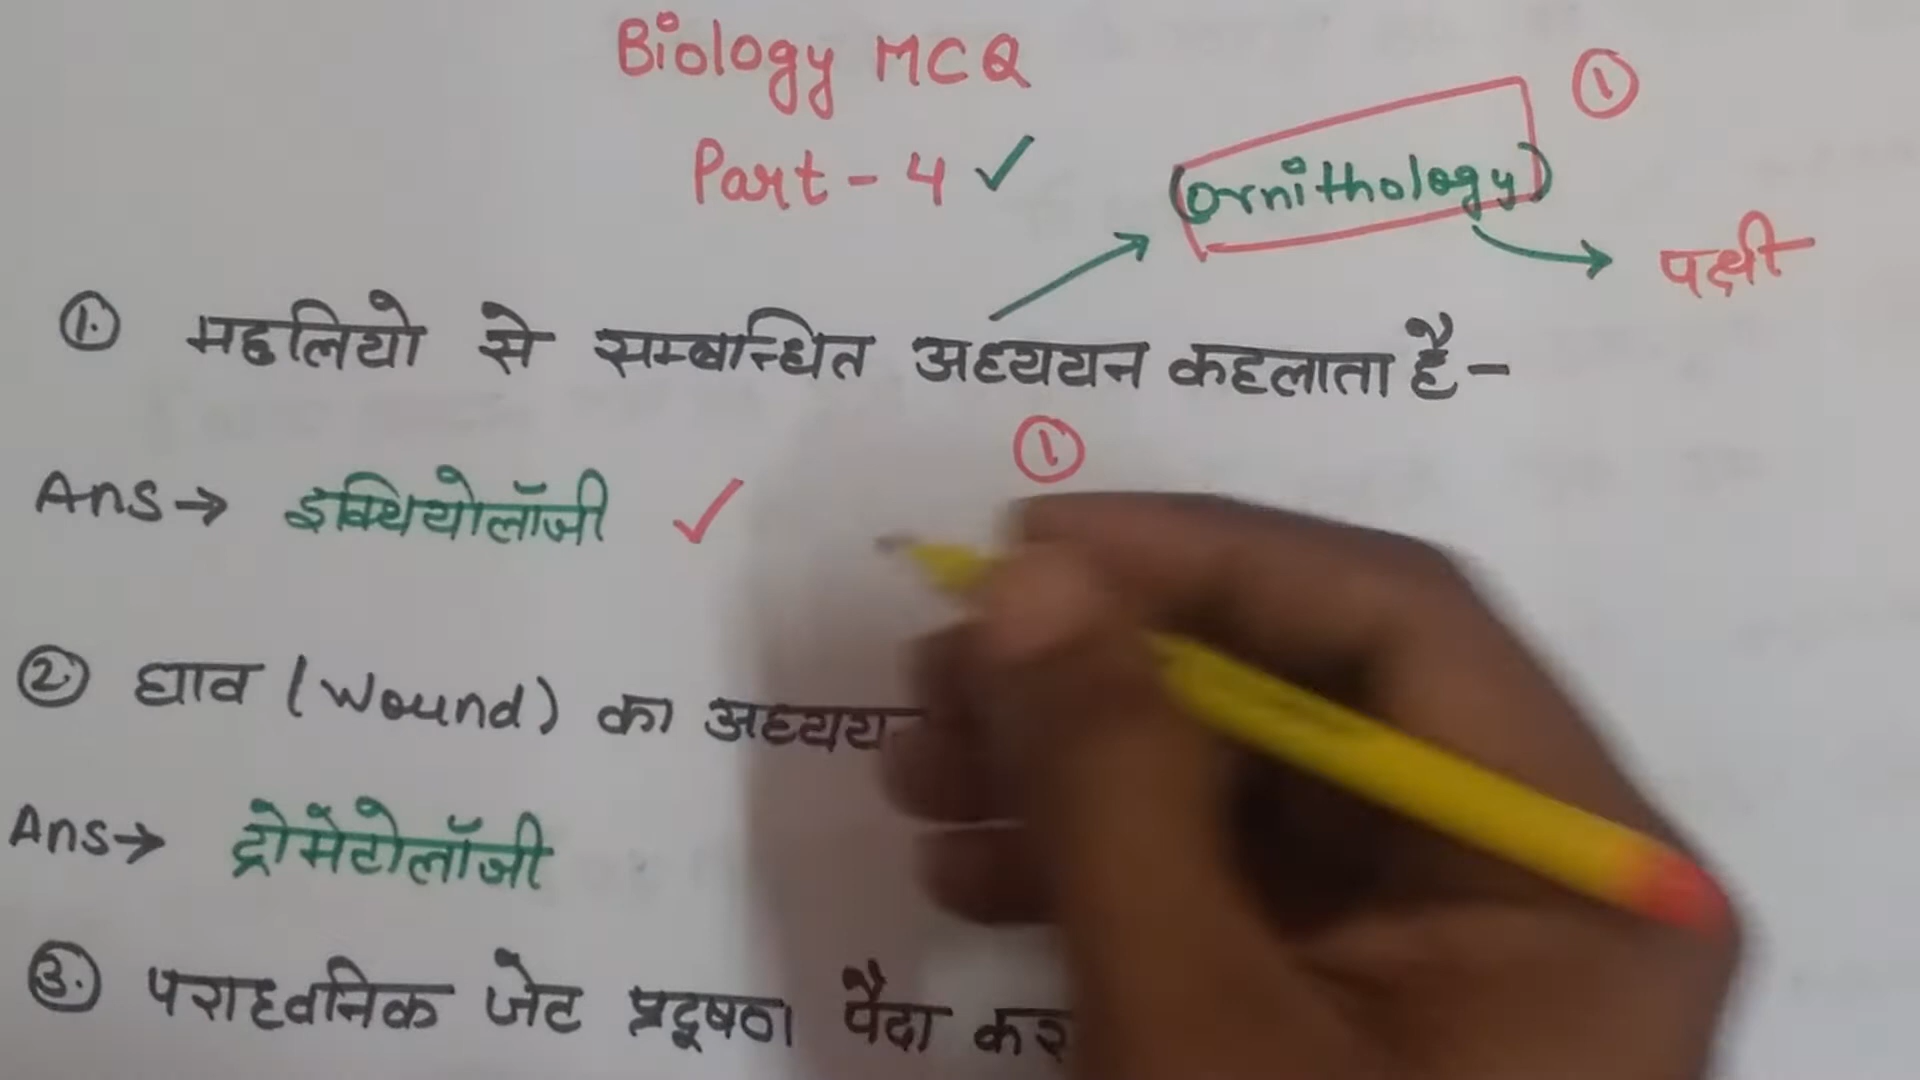 Biology MCQ
①
Part - 4 ✓
(ornithology)
पक्षी
①. मछलियो से सम्बान्धित अध्ययन कहलाता है -
①
Ans → इक्थियोलॉजी ✓
②. घाव (Wound) का
Ans → ट्रोमेटोलॉजी
③. पराध्वनिक जेट प्रदूषण पैदा